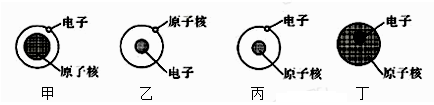 电子 原子核 电子 电子
原子核 电子 原子核 原子核
甲 乙 丙 丁